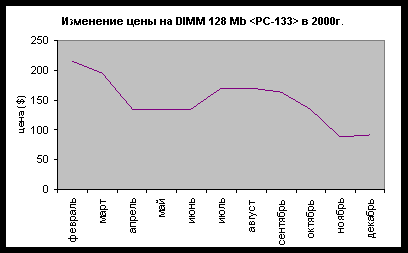 Изменение цены на DIMM 128 Mb <PC-133> в 2000г.
250
200
150
100
50
0
цена ($)
февраль
март
апрель
май
июнь
июль
август
сентябрь
октябрь
ноябрь
декабрь